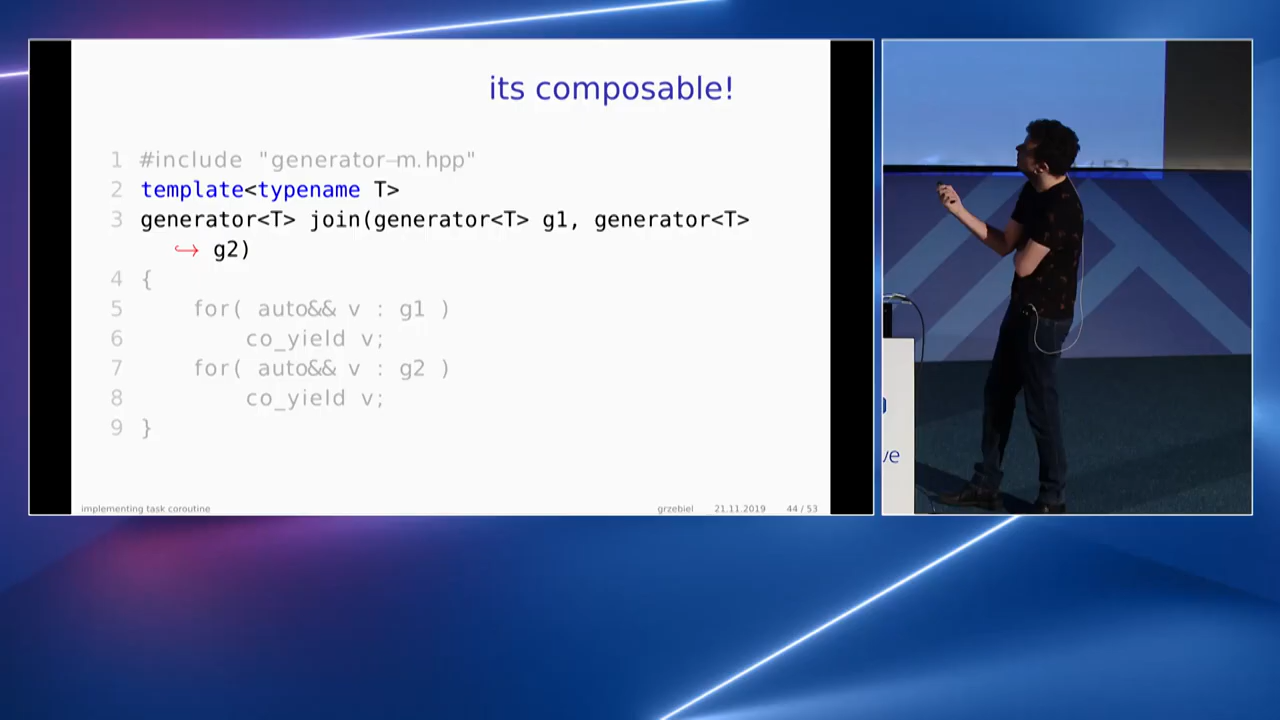 its composable!
1 #include "generator-m.hpp"
2 template<typename T>
3 generator<T> join(generator<T> g1, generator<T>
↪ g2)
4 {
5 for( auto&& v : g1 )
6 co_yield v;
7 for( auto&& v : g2 )
8 co_yield v;
9 }
implementing task coroutine
grzebiel 21.11.2019 44 / 53
ve